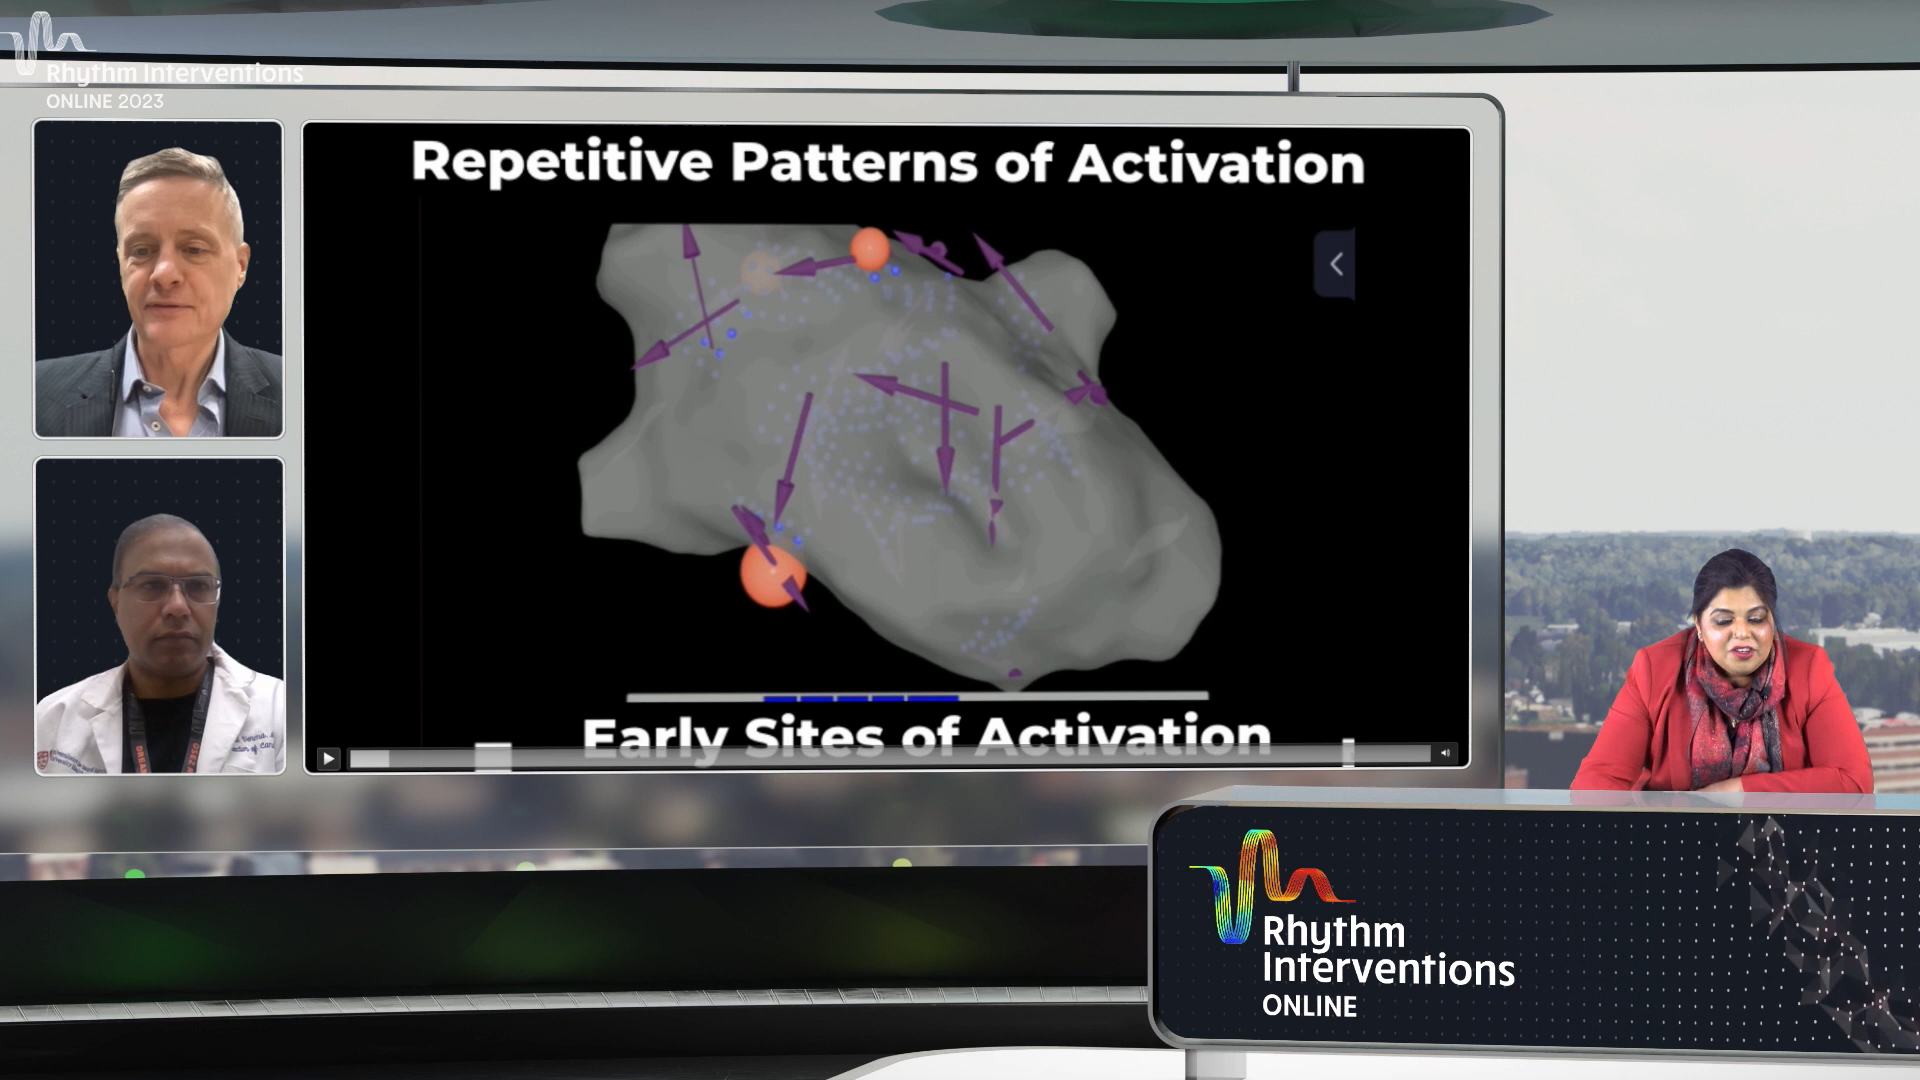 Rhythm Interventions
ONLINE 2023
Repetitive Patterns of Activation
Early Sites of Activation
Rhythm
Interventions
ONLINE